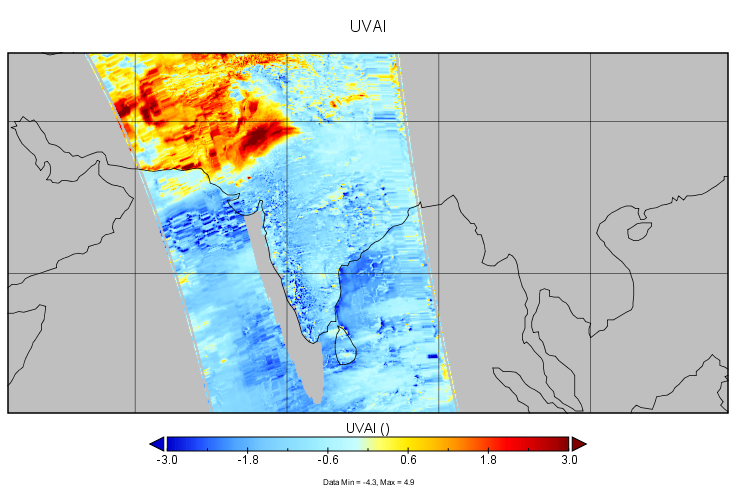 UVAI
UVAI ()
-3.0 -1.8 -0.6 0.6 1.8 3.0
Data Min = -4.3, Max = 4.9